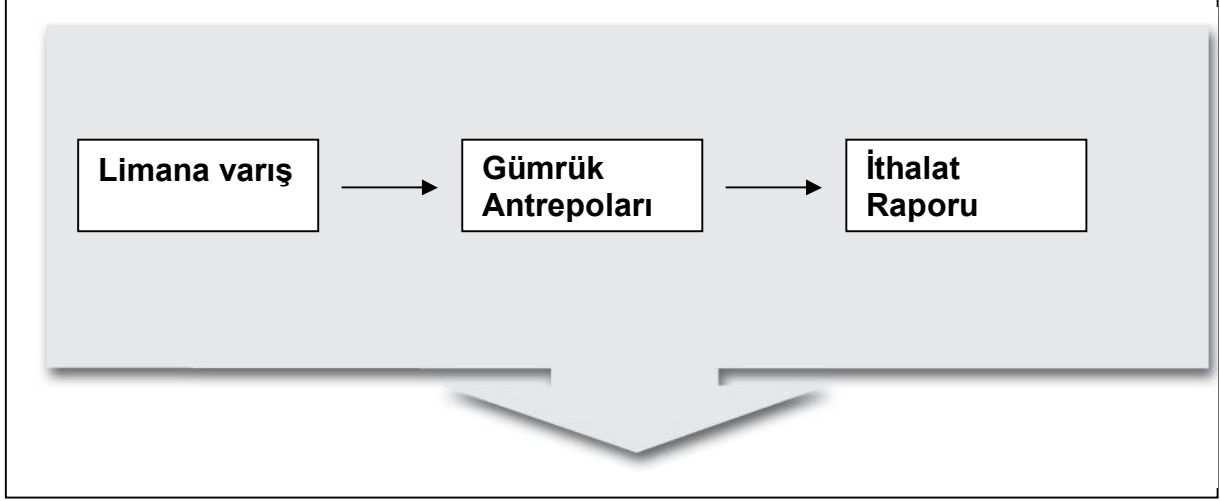 Limana varış
Gümrük
Antrepoları
İthalat
Raporu